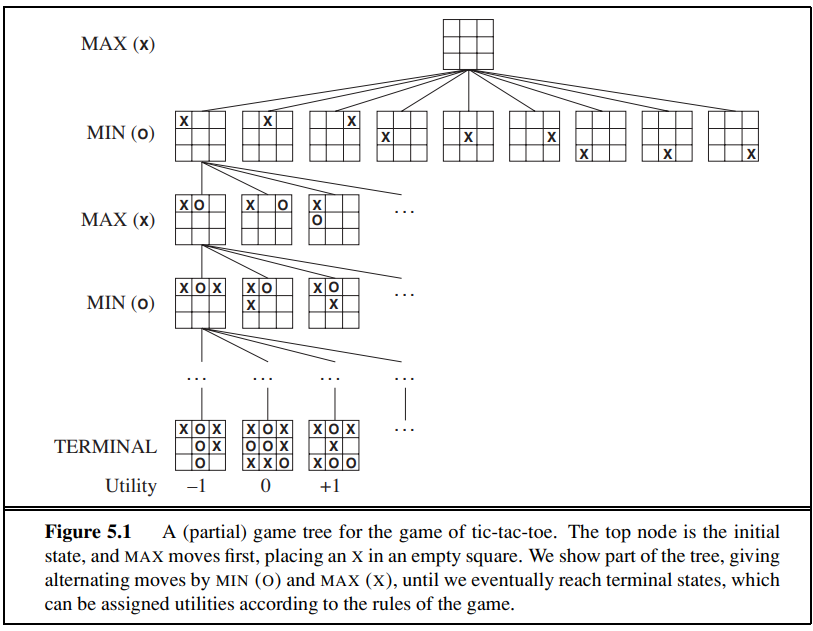 MAX (X)
X X X
MIN (O) X X X
X X X
X O X O X
MAX (X) O ...
X O X X O X O
MIN (O) X X ...
... ... ... ...
X O X X O X X O X ...
TERMINAL O X O O X X
O X X O X O O
Utility –1 0 +1
Figure 5.1 A (partial) game tree for the game of tic-tac-toe. The top node is the initial
state, and MAX moves first, placing an X in an empty square. We show part of the tree, giving
alternating moves by MIN (O) and MAX (X), until we eventually reach terminal states, which
can be assigned utilities according to the rules of the game.